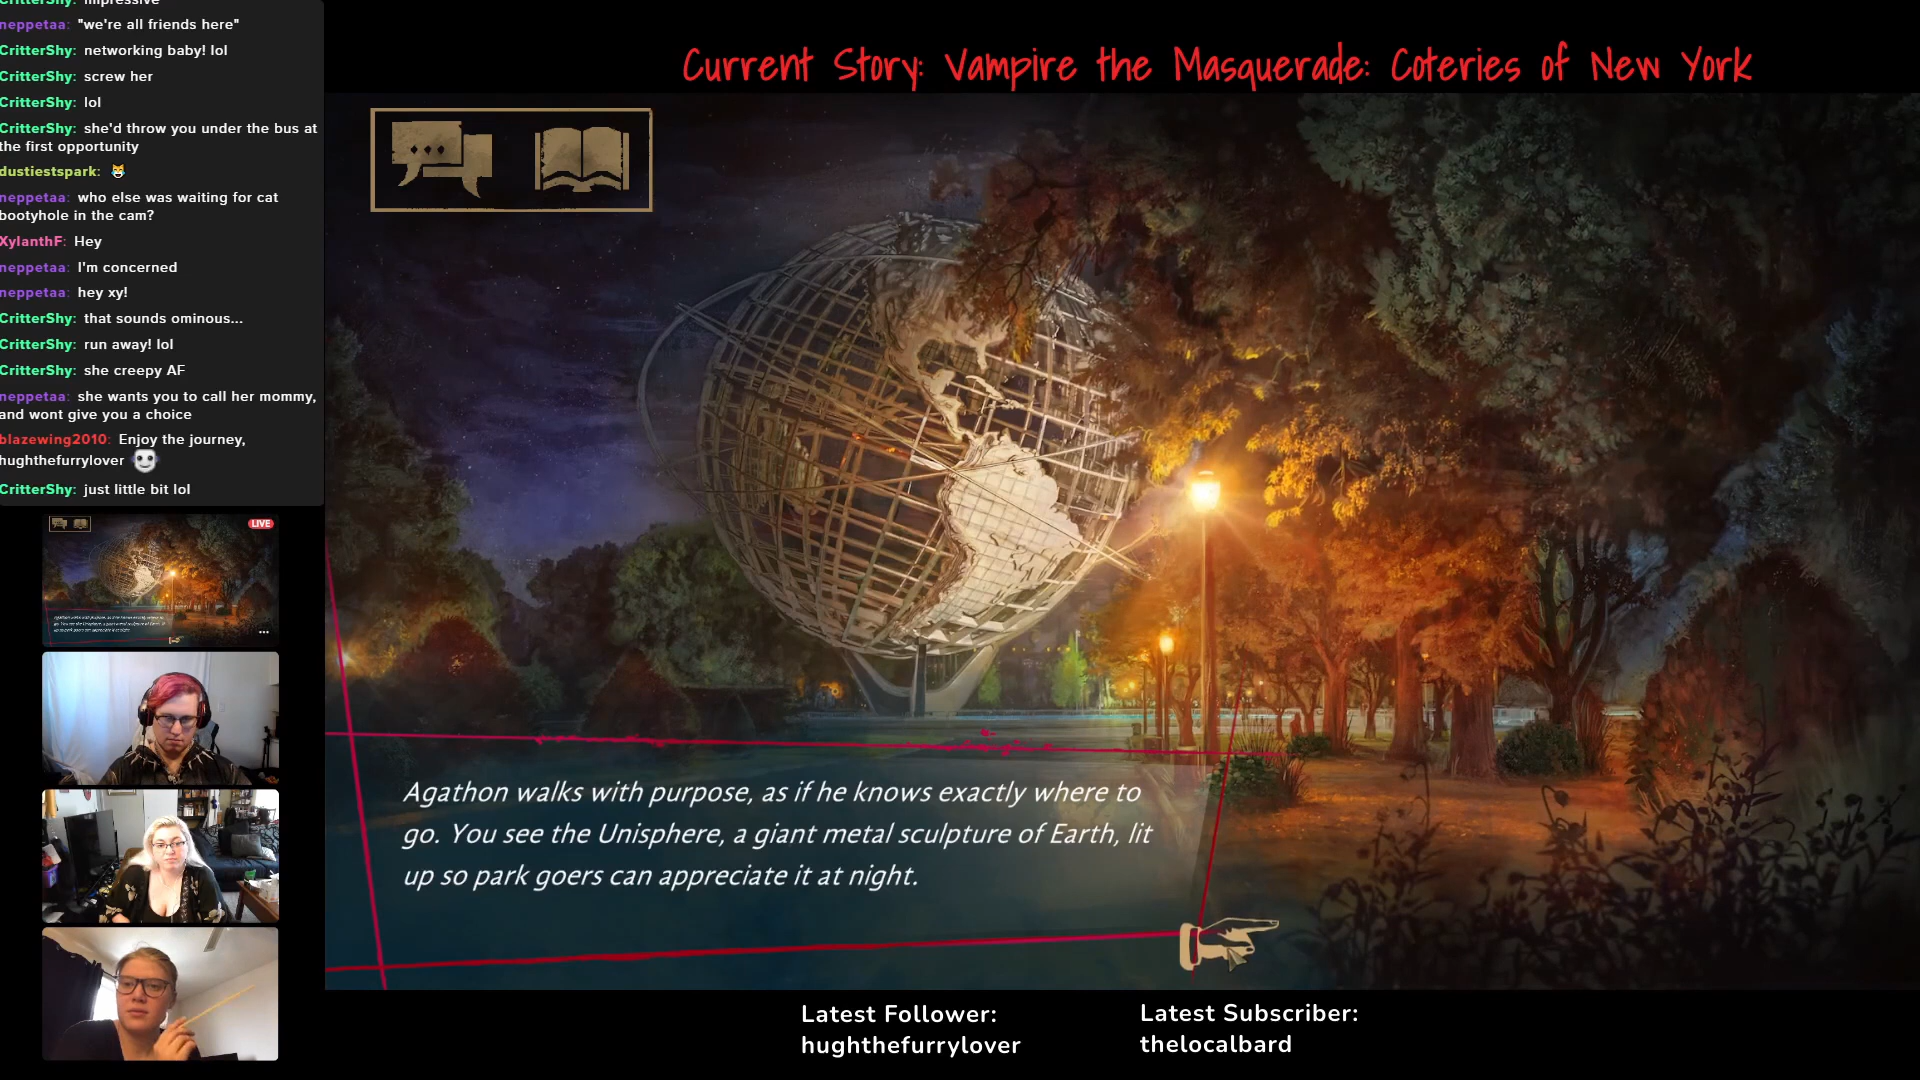 CritterShy: impressive
neppetaa: "we're all friends here"
CritterShy: networking baby! lol
CritterShy: screw her
CritterShy: lol
CritterShy: she'd throw you under the bus at
the first opportunity
dustiestspark:
neppetaa: who else was waiting for cat
bootyhole in the cam?
XylanthF: Hey
neppetaa: I'm concerned
neppetaa: hey xy!
CritterShy: that sounds ominous...
CritterShy: run away! lol
CritterShy: she creepy AF
neppetaa: she wants you to call her mommy,
and wont give you a choice
blazewing2010: Enjoy the journey,
hughthefurrylover
CritterShy: just little bit lol
LIVE
Current Story: Vampire the Masquerade: Coteries of New York
Agathon walks with purpose, as if he knows exactly where to
go. You see the Unisphere, a giant metal sculpture of Earth, lit
up so park goers can appreciate it at night.
Latest Follower:
hughthefurrylover
Latest Subscriber:
thelocalbard